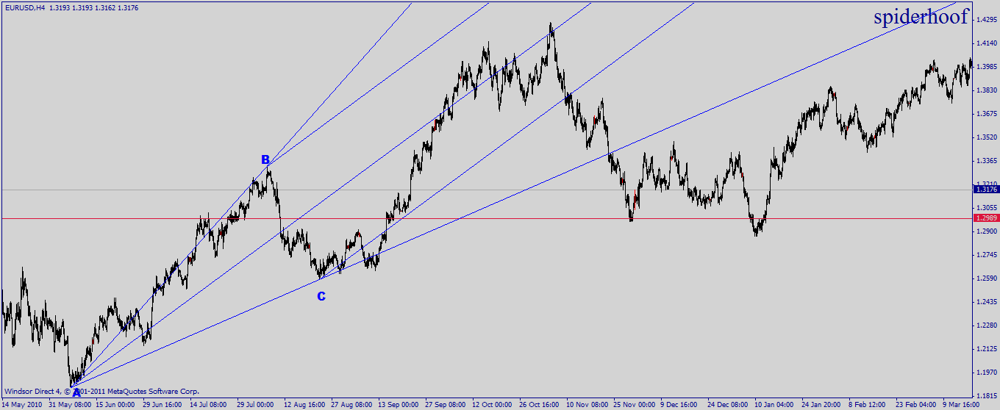 EURUSD,H4 1.3193 1.3193 1.3162 1.3176
spiderhoof
1.4295
1.4140
1.3985
1.3830
1.3675
1.3520
B
1.3365
1.3210
1.3176
1.3055
1.2989
1.2900
1.2745
1.2590
C
1.2435
1.2280
1.2125
1.1970
Windsor Direct 4, © 2001-2011 MetaQuotes Software Corp.
A
1.1815
14 May 2010 31 May 08:00 15 Jun 00:00 29 Jun 16:00 14 Jul 08:00 29 Jul 00:00 12 Aug 16:00 27 Aug 08:00 13 Sep 00:00 27 Sep 08:00 12 Oct 00:00 26 Oct 16:00 10 Nov 08:00 25 Nov 00:00 9 Dec 16:00 24 Dec 08:00 10 Jan 04:00 24 Jan 20:00 8 Feb 12:00 23 Feb 04:00 9 Mar 16:00